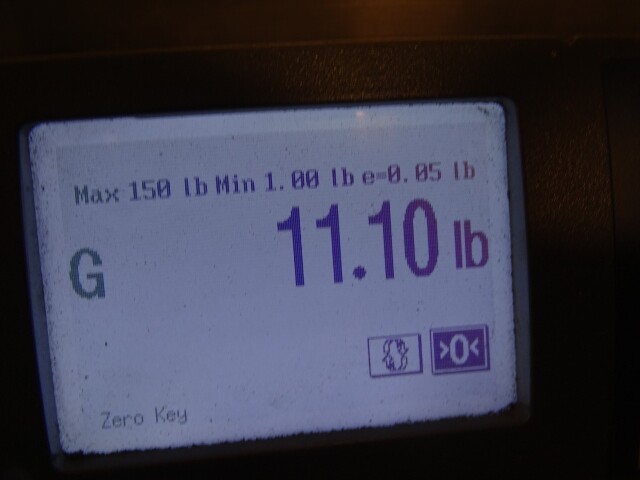 Max 150 lb Min 1.00 lb e=0.05 lb
G 11.10 lb
>0<
Zero Key